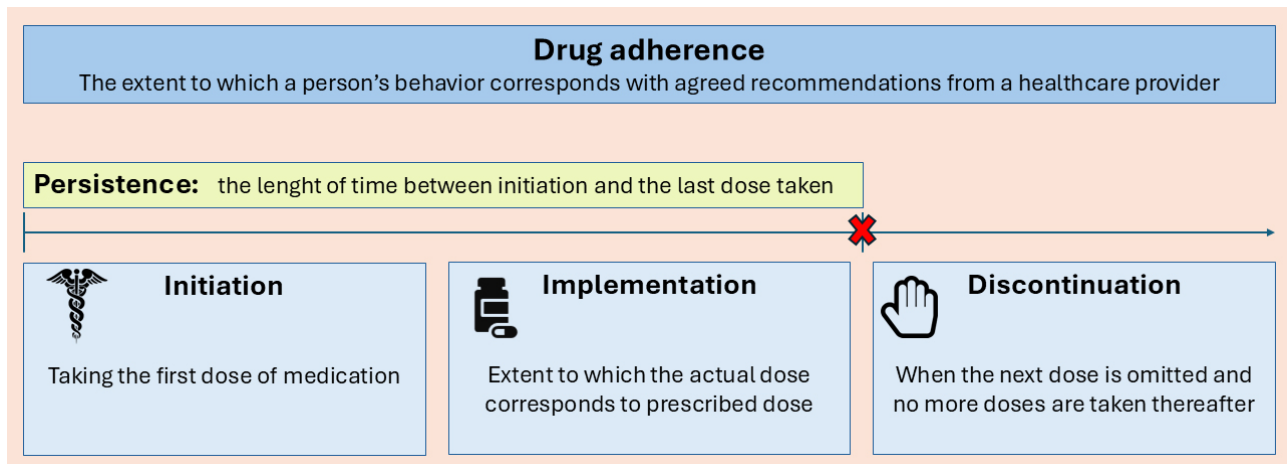 Drug adherence
The extent to which a person’s behavior corresponds with agreed recommendations from a healthcare provider
Persistence: the lenght of time between initiation and the last dose taken
Initiation
Taking the first dose of medication
Implementation
Extent to which the actual dose
corresponds to prescribed dose
Discontinuation
When the next dose is omitted and
no more doses are taken thereafter